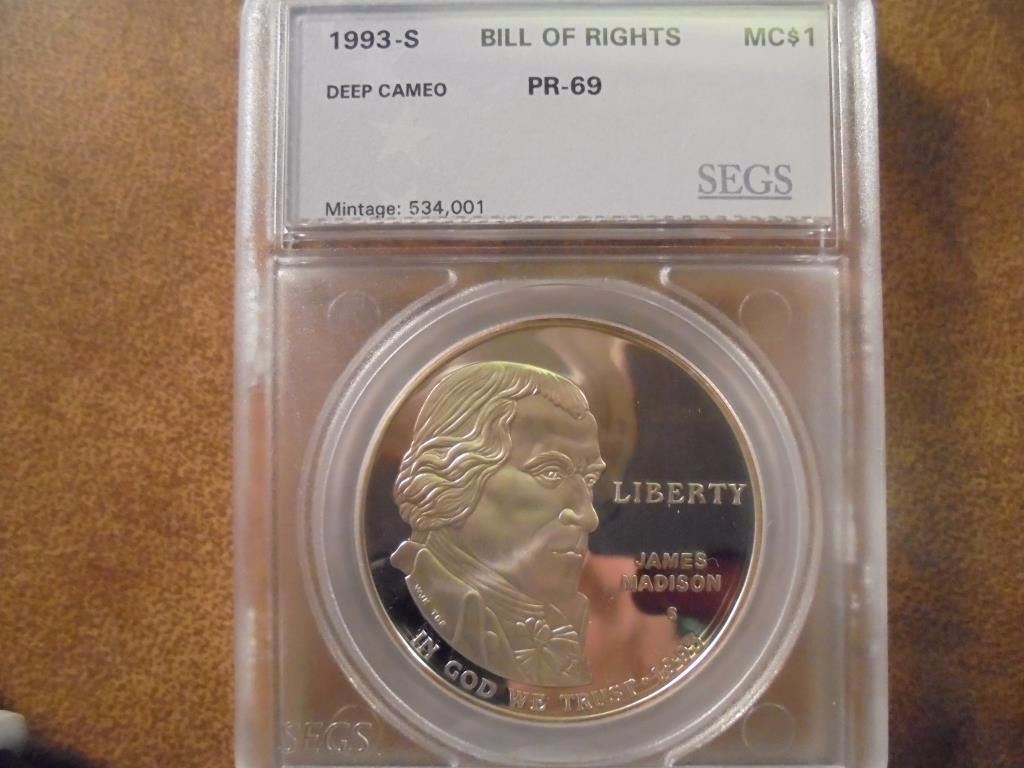 1993-S BILL OF RIGHTS MC$1
DEEP CAMEO PR-69
SEGS
Mintage: 534,001
LIBERTY
JAMES
MADISON
S
IN GOD WE TRUST
SEGS